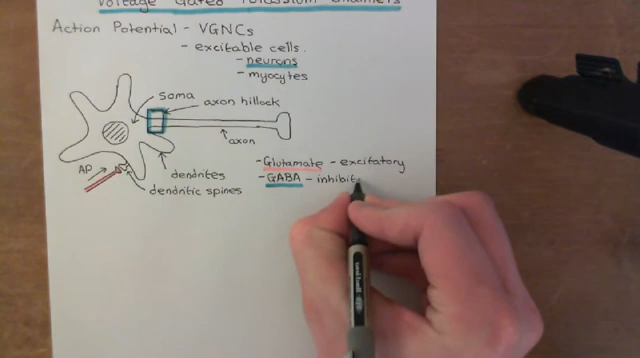 Voltage Gated Potassium Channels
Action Potential - VGNCs
- excitable cells.
- neurons
- myocytes
soma
axon hillock
axon
AP
dendrites
dendritic spines
- Glutamate - excitatory
- GABA - inhibit